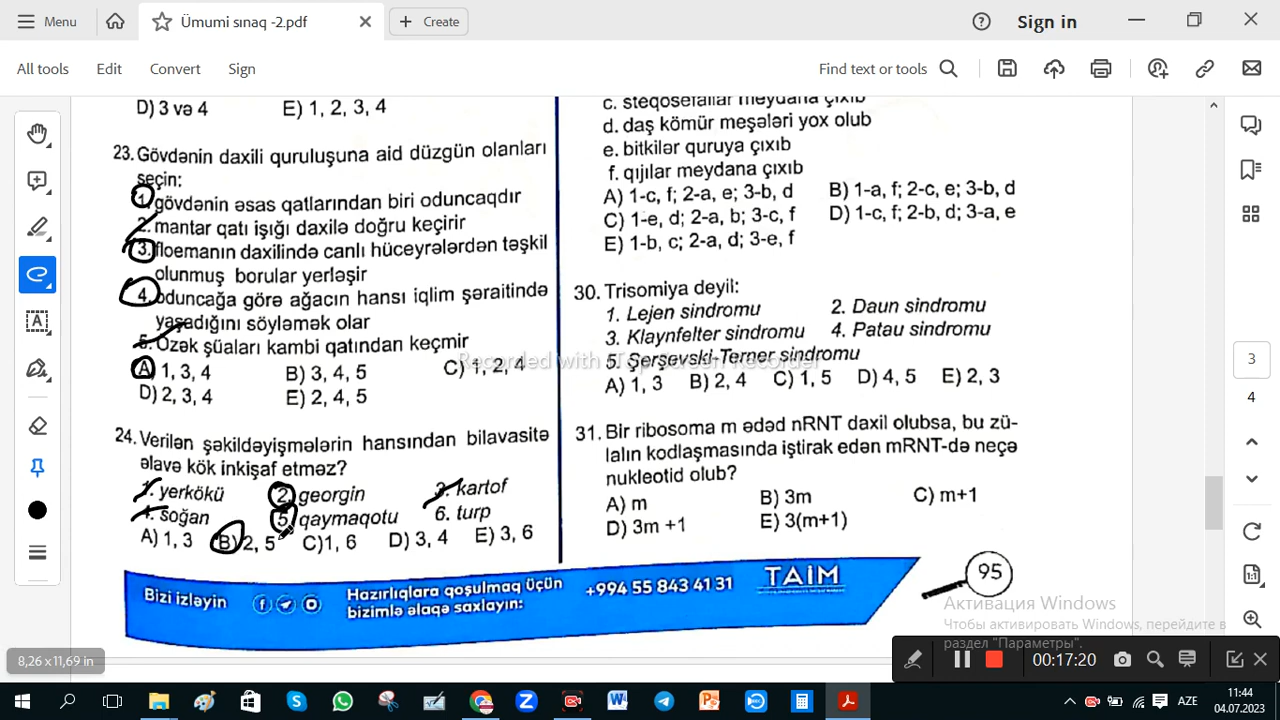 Menu
Ümumi sınaq -2.pdf
Create
Sign in
All tools
Edit
Convert
Sign
Find text or tools
D) 3 və 4 E) 1, 2, 3, 4
23. Gövdənin daxili quruluşuna aid düzgün olanları
seçin:
1. gövdənin əsas qatlarından biri oduncaqdır
2. mantar qatı işığı daxilə doğru keçirir
3. floemanın daxilində canlı hüceyrələrdən təşkil
olunmuş borular yerləşir
4. oduncağa görə ağacın hansı iqlim şəraitində
yaşadığını söyləmək olar
5. Özək şüaları kambi qatından keçmir
A) 1, 3, 4 B) 3, 4, 5 C) 1, 2, 4
D) 2, 3, 4 E) 2, 4, 5
24. Verilən şəkildəyişmələrin hansından bilavasitə
əlavə kök inkişaf etməz?
1. yerkökü 2. georgin 3. kartof
4. soğan 5. qaymaqotu 6. turp
A) 1, 3 B) 2, 5 C) 1, 6 D) 3, 4 E) 3, 6
c. steqosefallar meydana çıxıb
d. daş kömür meşələri yox olub
e. bitkilər quruya çıxıb
f. qıjılar meydana çıxıb
A) 1-c, f; 2-a, e; 3-b, d B) 1-a, f; 2-c, e; 3-b, d
C) 1-e, d; 2-a, b; 3-c, f D) 1-c, f; 2-b, d; 3-a, e
E) 1-b, c; 2-a, d; 3-e, f
30. Trisomiya deyil:
1. Lejen sindromu 2. Daun sindromu
3. Klaynfelter sindromu 4. Patau sindromu
5. Şerşevski-Terner sindromu
A) 1, 3 B) 2, 4 C) 1, 5 D) 4, 5 E) 2, 3
31. Bir ribosoma m ədəd nRNT daxil olubsa, bu zü-
lalın kodlaşmasında iştirak edən mRNT-də neçə
nukleotid olub?
A) m B) 3m C) m+1
D) 3m +1 E) 3(m+1)
Recorded with iTop Screen Recorder
Bizi izləyin
Hazırlıqlara qoşulmaq üçün
bizimlə əlaqə saxlayın:
+994 55 843 41 31
TAiM
95
3
4
Активация Windows
Чтобы активировать Windows, перейдите в
раздел "Параметры".
8,26 x 11,69 in
00:17:20
AZE
11:44
04.07.2023